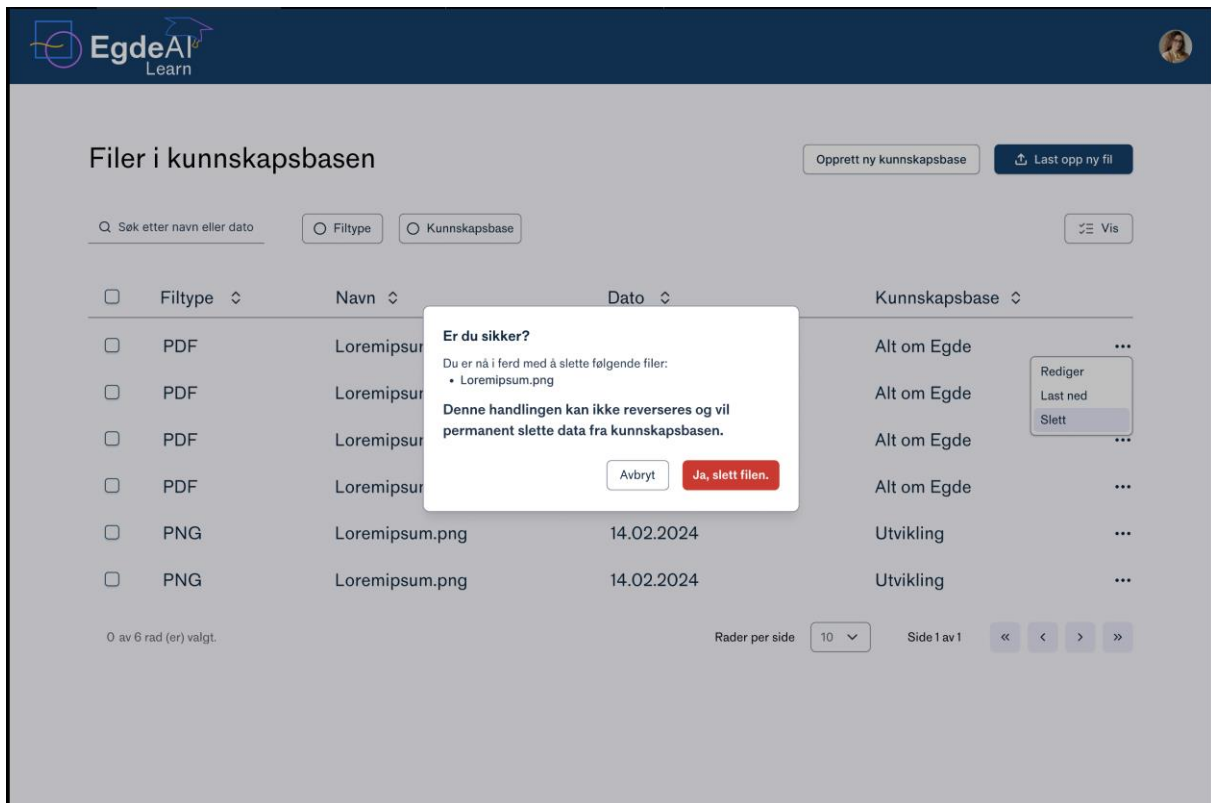 EgdeAI
Learn
Filer i kunnskapsbasen
Opprett ny kunnskapsbase
Last opp ny fil
Søk etter navn eller dato
Filtype
Kunnskapsbase
Vis
Filtype
Navn
Dato
Kunnskapsbase
PDF
Loremipsur
Alt om Egde
PDF
Loremipsur
Alt om Egde
PDF
Loremipsur
Alt om Egde
PDF
Loremipsur
Alt om Egde
PNG
Loremipsum.png
14.02.2024
Utvikling
PNG
Loremipsum.png
14.02.2024
Utvikling
Rediger
Last ned
Slett
Er du sikker?
Du er nå i ferd med å slette følgende filer:
• Loremipsum.png
Denne handlingen kan ikke reverseres og vil
permanent slette data fra kunnskapsbasen.
Avbryt
Ja, slett filen.
0 av 6 rad (er) valgt.
Rader per side
10
Side 1 av 1